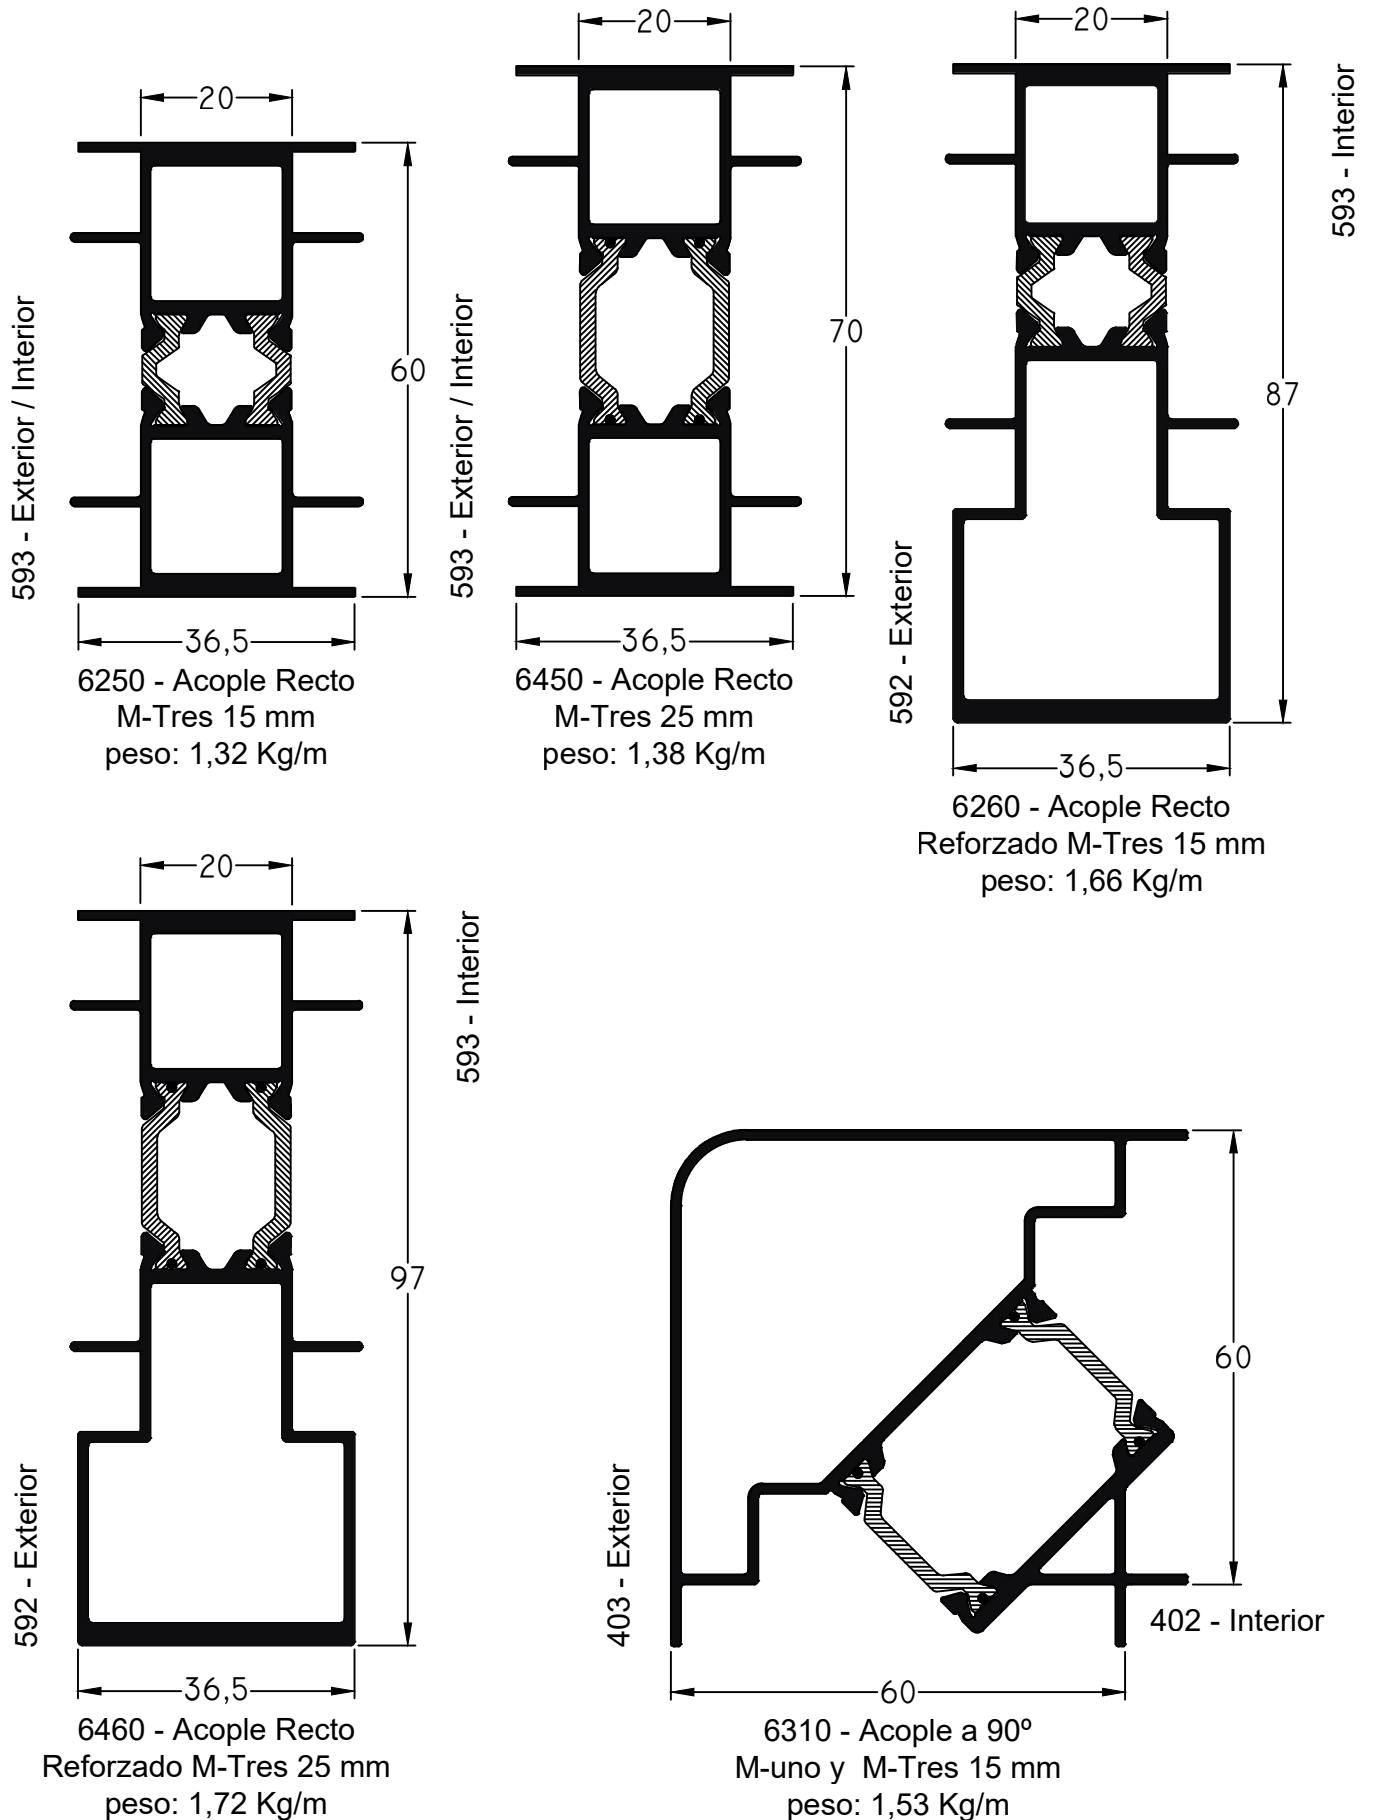 20
60
36,5
593 - Exterior / Interior
6250 - Acople Recto
M-Tres 15 mm
peso: 1,32 Kg/m
20
70
36,5
593 - Exterior / Interior
6450 - Acople Recto
M-Tres 25 mm
peso: 1,38 Kg/m
20
593 - Interior
87
592 - Exterior
36,5
6260 - Acople Recto
Reforzado M-Tres 15 mm
peso: 1,66 Kg/m
20
593 - Interior
97
592 - Exterior
36,5
6460 - Acople Recto
Reforzado M-Tres 25 mm
peso: 1,72 Kg/m
60
403 - Exterior
402 - Interior
60
6310 - Acople a 90º
M-uno y  M-Tres 15 mm
peso: 1,53 Kg/m